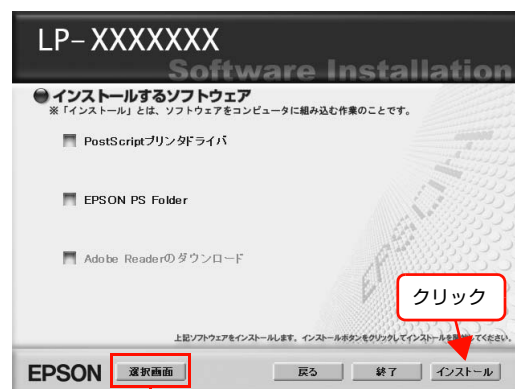 LP-XXXXXXX
Software Installation
インストールするソフトウェア
※「インストール」とは、ソフトウェアをコンピュータに組み込む作業のことです。
PostScriptプリンタドライバ
EPSON PS Folder
Adobe Readerのダウンロード
EPSON
クリック
上記ソフトウェアをインストールします。インストールボタンをクリックしてインストールを てください。
EPSON
選択画面
戻る
終了
インストール